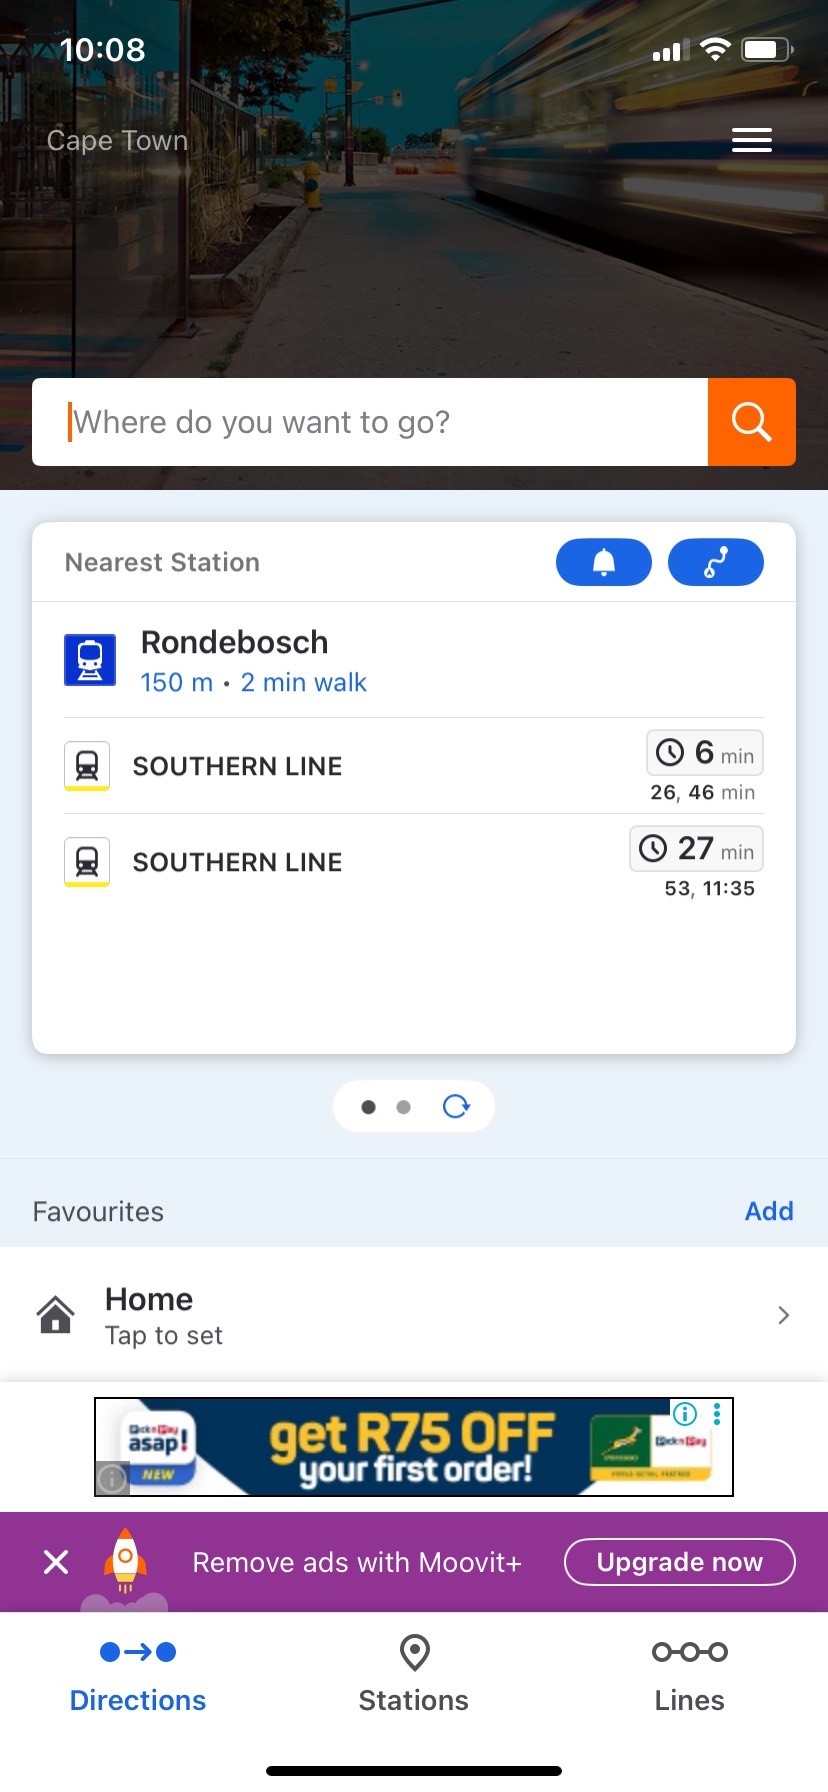 10:08
Cape Town
Where do you want to go?
Nearest Station
Rondebosch
150 m • 2 min walk
SOUTHERN LINE
6 min
26, 46 min
SOUTHERN LINE
27 min
53, 11:35
Favourites
Add
Home
Tap to set
Pick n Pay
asap!
NEW
get R75 OFF
your first order!
Pick n Pay
Remove ads with Moovit+
Upgrade now
Directions
Stations
Lines